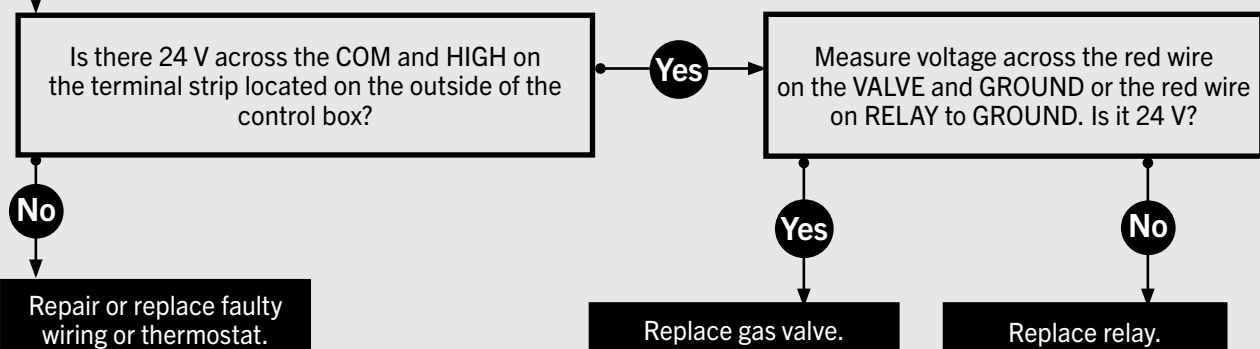 Is there 24 V across the COM and HIGH on
the terminal strip located on the outside of the
control box?
Yes
Measure voltage across the red wire
on the VALVE and GROUND or the red wire
on RELAY to GROUND. Is it 24 V?
No
Yes
No
Repair or replace faulty
wiring or thermostat.
Replace gas valve.
Replace relay.